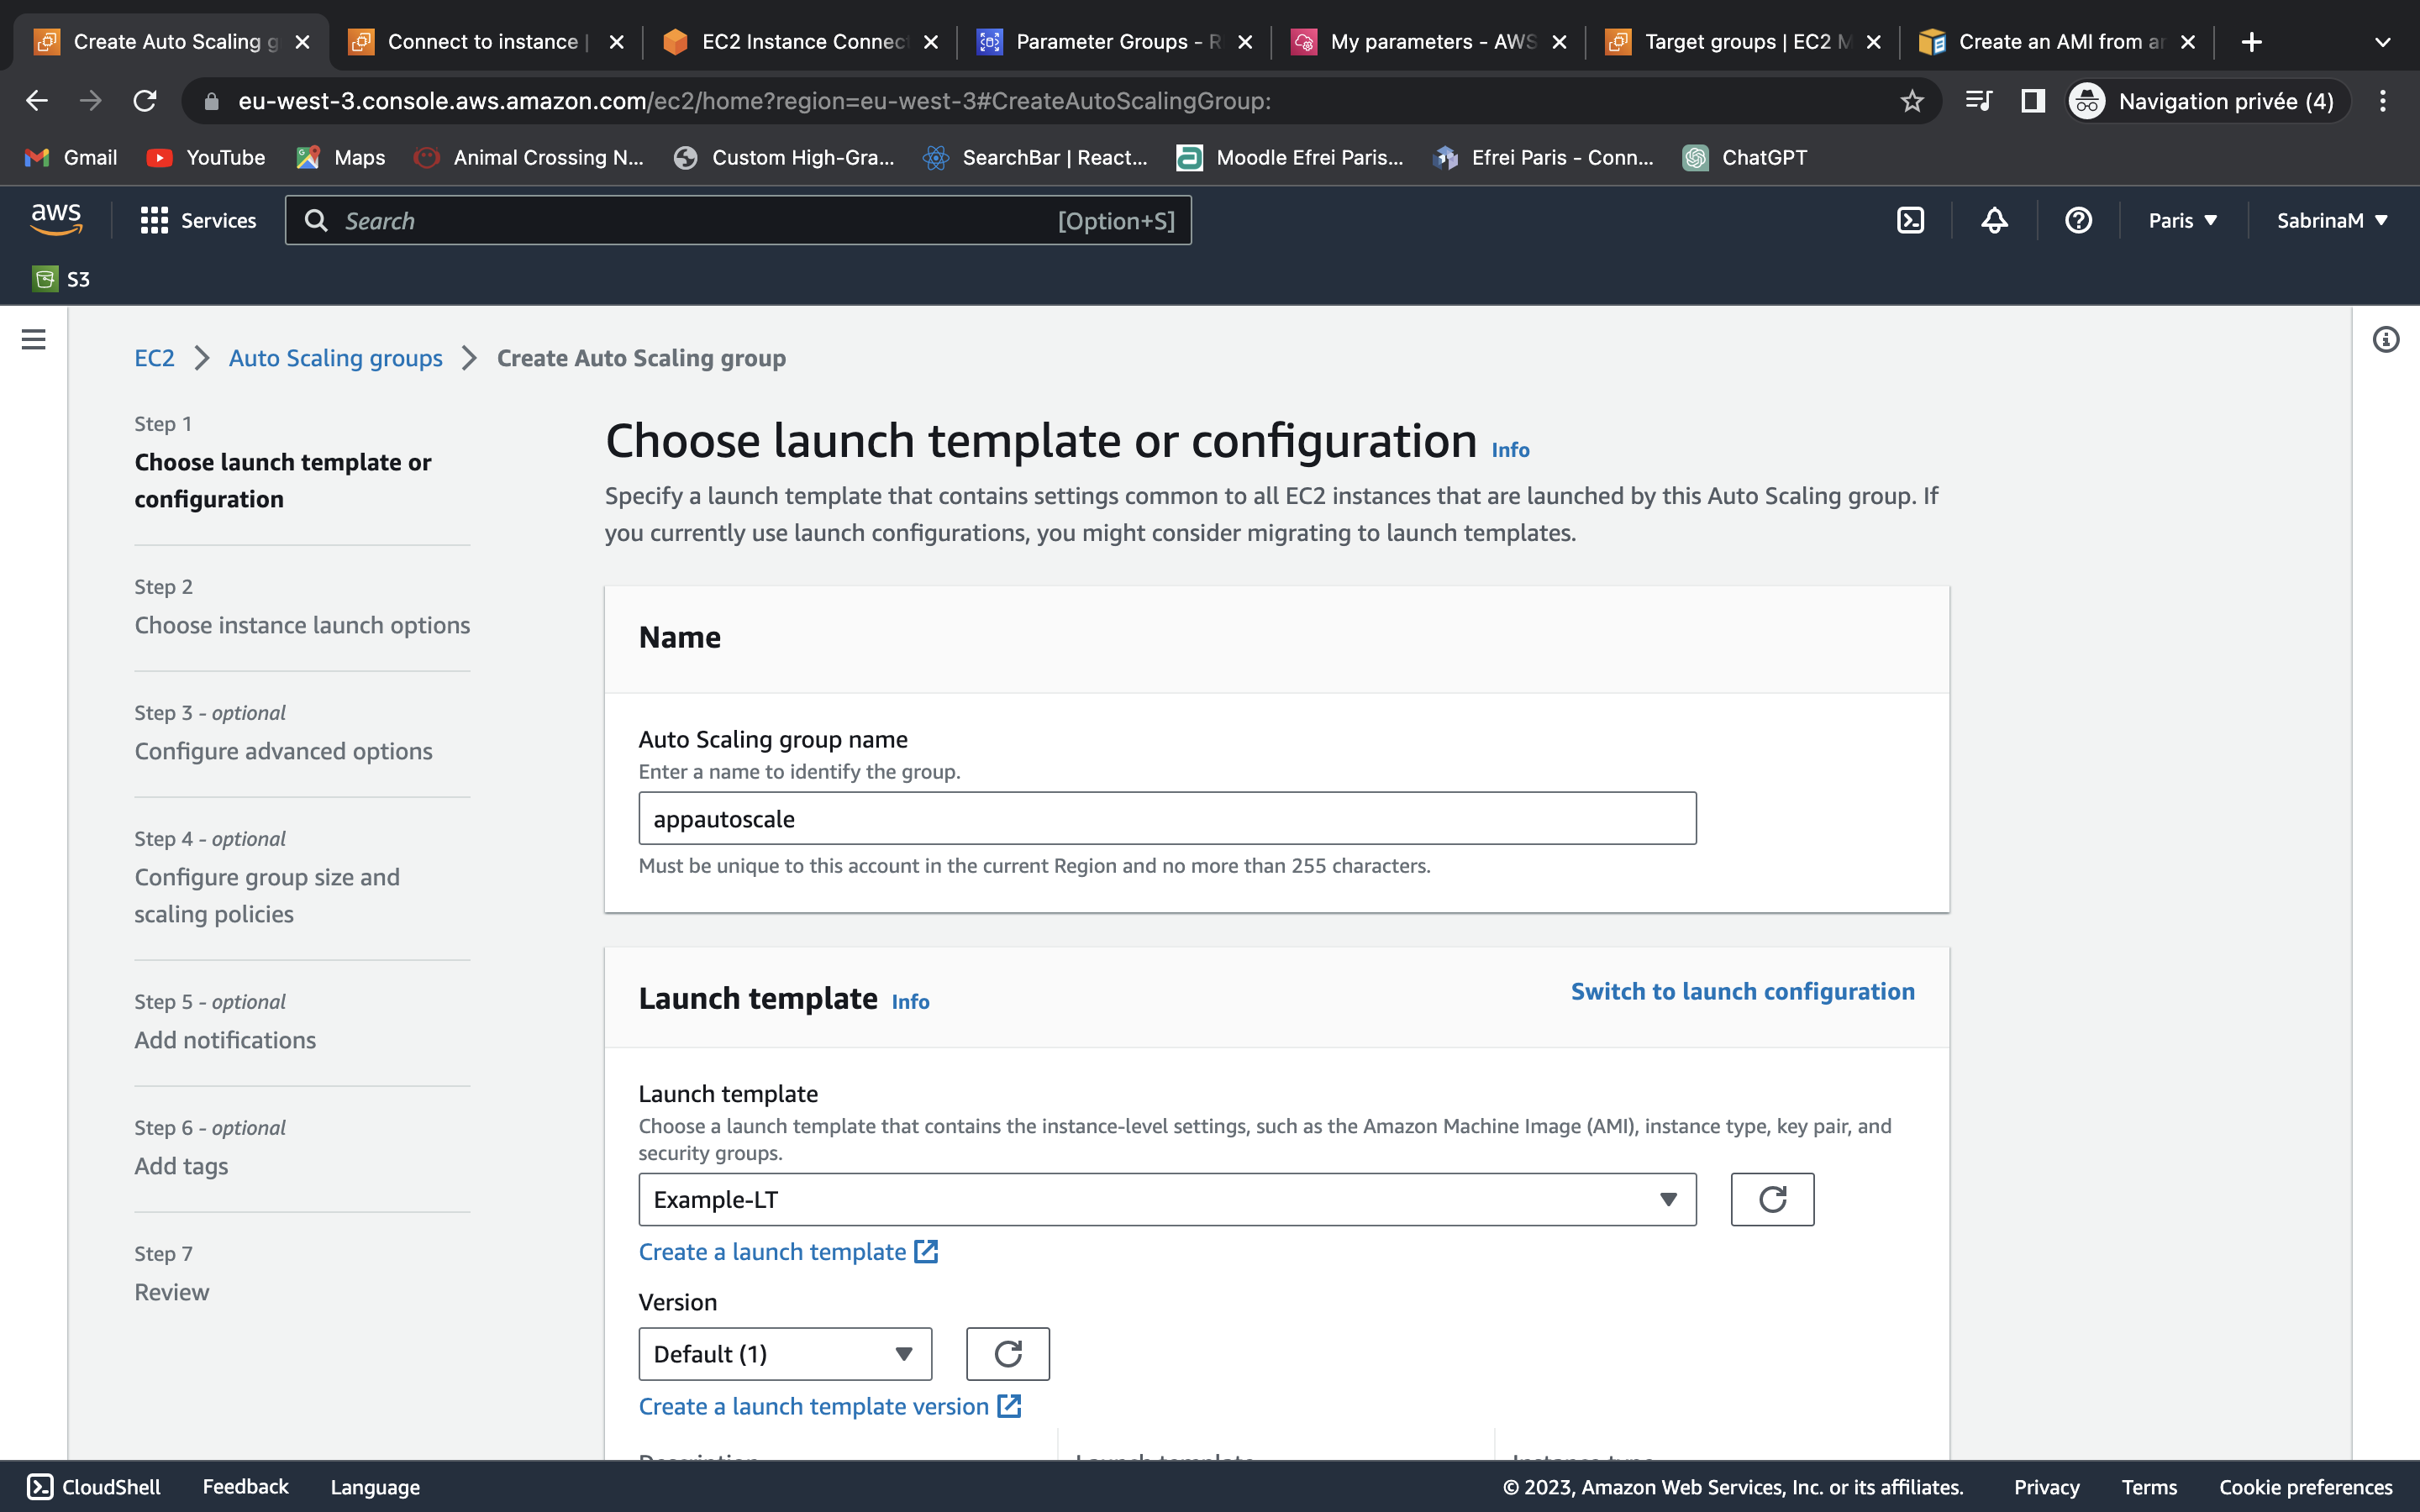 Create Auto Scaling g
Connect to instance |
EC2 Instance Connec
Parameter Groups - R
My parameters - AWS
Target groups | EC2 M
Create an AMI from an
eu-west-3.console.aws.amazon.com/ec2/home?region=eu-west-3#CreateAutoScalingGroup:
Navigation privée (4)
Gmail
YouTube
Maps
Animal Crossing N...
Custom High-Gra...
SearchBar | React...
Moodle Efrei Paris...
Efrei Paris - Conn...
ChatGPT
aws
Services
Search
[Option+S]
Paris
SabrinaM
S3
EC2
Auto Scaling groups
Create Auto Scaling group
Step 1
Choose launch template or
configuration
Step 2
Choose instance launch options
Step 3 - optional
Configure advanced options
Step 4 - optional
Configure group size and
scaling policies
Step 5 - optional
Add notifications
Step 6 - optional
Add tags
Step 7
Review
Choose launch template or configuration Info
Specify a launch template that contains settings common to all EC2 instances that are launched by this Auto Scaling group. If
you currently use launch configurations, you might consider migrating to launch templates.
Name
Auto Scaling group name
Enter a name to identify the group.
appautoscale
Must be unique to this account in the current Region and no more than 255 characters.
Launch template Info
Switch to launch configuration
Launch template
Choose a launch template that contains the instance-level settings, such as the Amazon Machine Image (AMI), instance type, key pair, and
security groups.
Example-LT
Create a launch template
Version
Default (1)
Create a launch template version
Description
Launch template
Instance type
CloudShell
Feedback
Language
© 2023, Amazon Web Services, Inc. or its affiliates.
Privacy
Terms
Cookie preferences